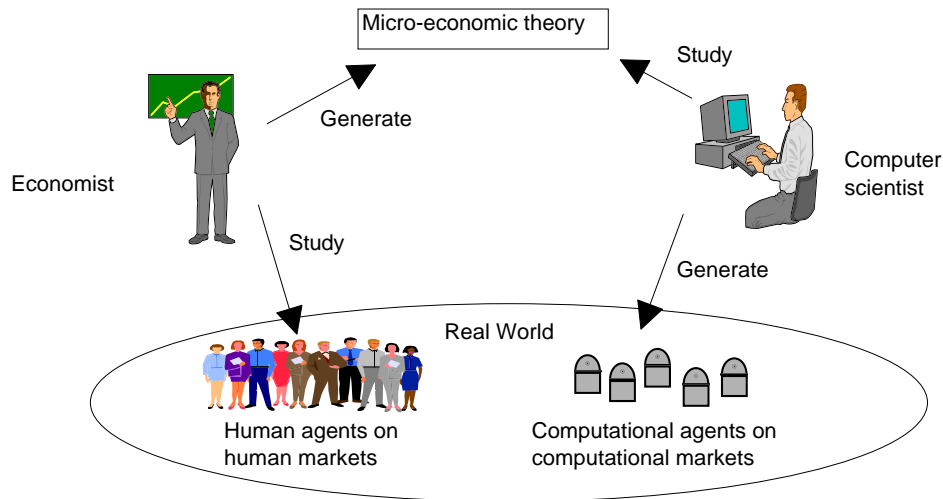 Micro-economic theory
Study
Generate
Economist
Computer
scientist
Study
Generate
Real World
Human agents on
human markets
Computational agents on
computational markets